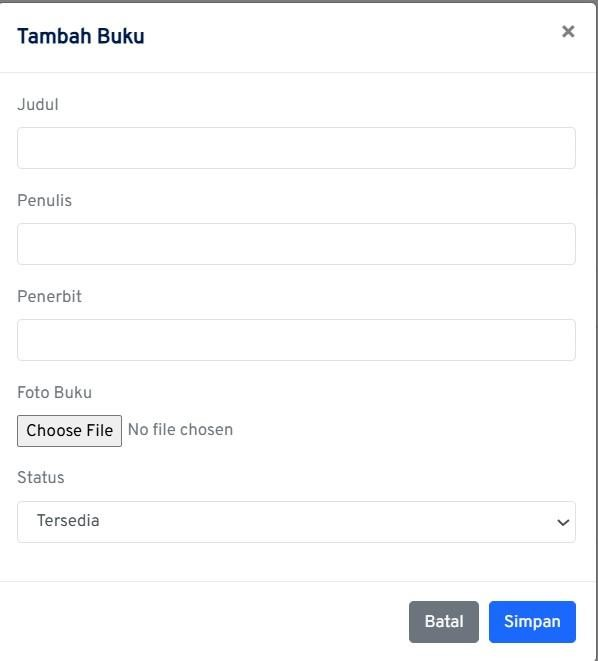 Tambah Buku
×
Judul
Penulis
Penerbit
Foto Buku
Choose File No file chosen
Status
Tersedia
Batal Simpan